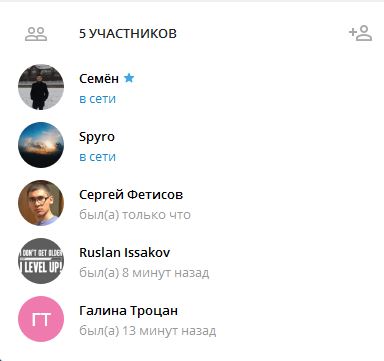 5 УЧАСТНИКОВ
Семён
в сети
Spyro
в сети
Сергей Фетисов
был(а) только что
I DON'T GET OLDER
I LEVEL UP!
Ruslan Issakov
был(а) 8 минут назад
ГТ
Галина Троцан
был(а) 13 минут назад